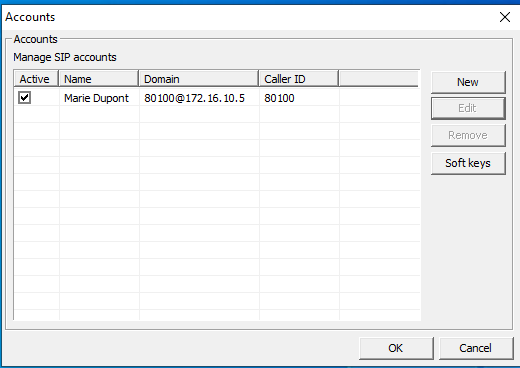 Accounts
Accounts
Manage SIP accounts
Active Name Domain Caller ID
Marie Dupont 80100@172.16.10.5 80100
New
Edit
Remove
Soft keys
OK Cancel